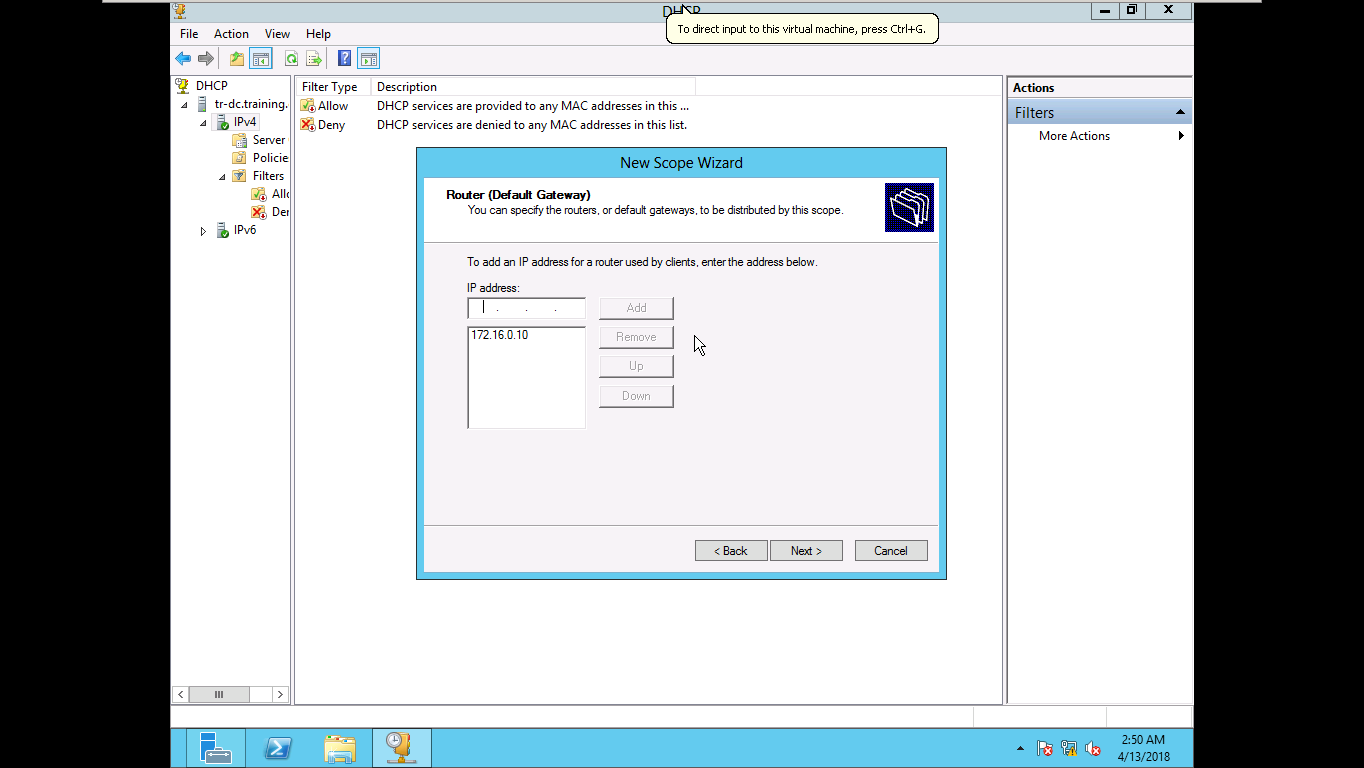 DHCP
To direct input to this virtual machine, press Ctrl+G.
File Action View Help
DHCP
tr-dc.training.
IPv4
Server
Policie
Filters
Allo
Der
IPv6
Filter Type Description
Allow DHCP services are provided to any MAC addresses in this ...
Deny DHCP services are denied to any MAC addresses in this list.
Actions
Filters
More Actions
New Scope Wizard
Router (Default Gateway)
You can specify the routers, or default gateways, to be distributed by this scope.
To add an IP address for a router used by clients, enter the address below.
IP address:
. . .
Add
172.16.0.10
Remove
Up
Down
< Back Next > Cancel
2:50 AM
4/13/2018